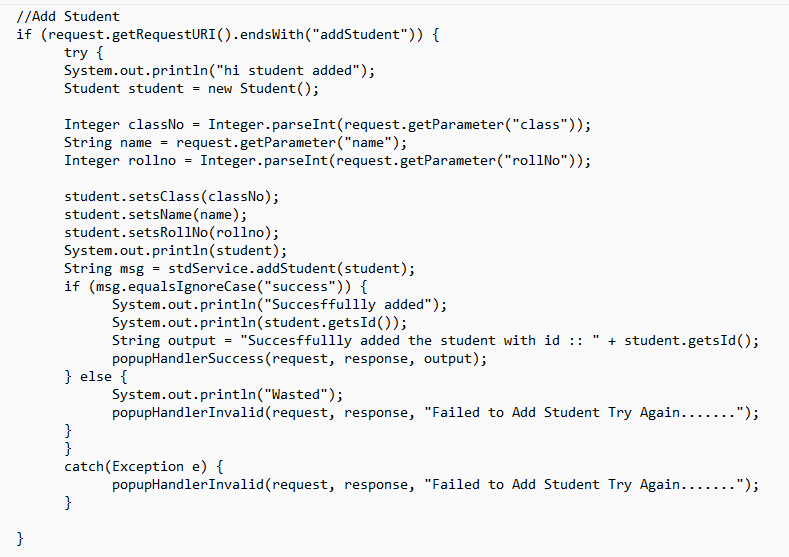 //Add Student
if (request.getRequestURI().endsWith("addStudent")) {
try {
System.out.println("hi student added");
Student student = new Student();
Integer classNo = Integer.parseInt(request.getParameter("class"));
String name = request.getParameter("name");
Integer rollno = Integer.parseInt(request.getParameter("rollNo"));
student.setsClass(classNo);
student.setsName(name);
student.setsRollNo(rollno);
System.out.println(student);
String msg = stdService.addStudent(student);
if (msg.equalsIgnoreCase("success")) {
System.out.println("Succesffullly added");
System.out.println(student.getsId());
String output = "Succesffullly added the student with id :: " + student.getsId();
popupHandlerSuccess(request, response, output);
} else {
System.out.println("Wasted");
popupHandlerInvalid(request, response, "Failed to Add Student Try Again.......");
}
}
catch(Exception e) {
popupHandlerInvalid(request, response, "Failed to Add Student Try Again.......");
}
}